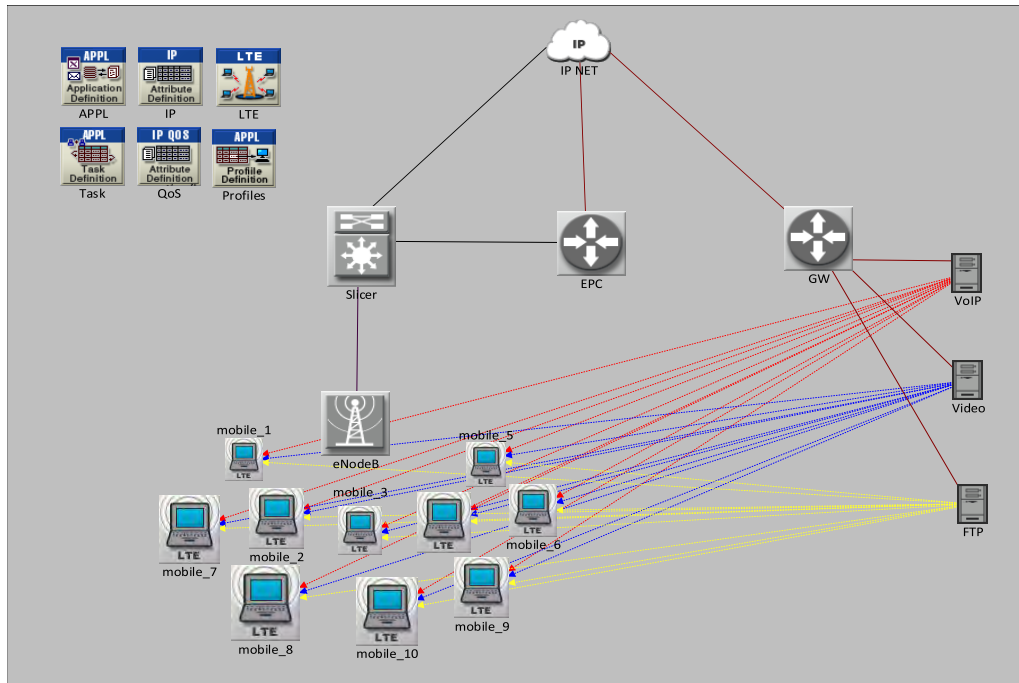 IP
IP NET
APPL
Application
Definition
APPL
IP
Attribute
Definition
IP
LTE
LTE
APPL
Task
Definition
Task
IP QOS
Attribute
Definition
QoS
APPL
Profile
Definition
Profiles
Slicer
EPC
GW
VoIP
Video
FTP
eNodeB
mobile_1
LTE
mobile_5
LTE
mobile_3
LTE
LTE
mobile_7
LTE
mobile_2
LTE
LTE
mobile_6
LTE
mobile_8
LTE
mobile_10
LTE
mobile_9